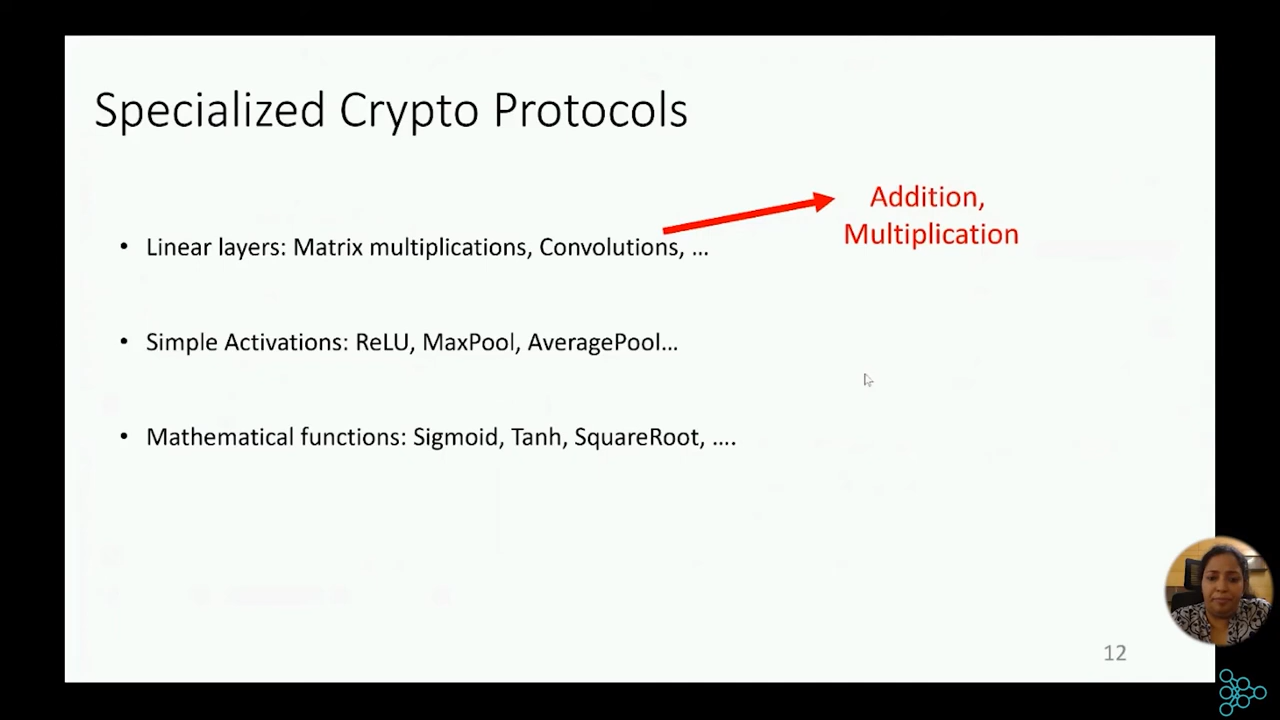 Specialized Crypto Protocols
Addition,
Multiplication
• Linear layers: Matrix multiplications, Convolutions, ...
• Simple Activations: ReLU, MaxPool, AveragePool...
• Mathematical functions: Sigmoid, Tanh, SquareRoot, ....
12